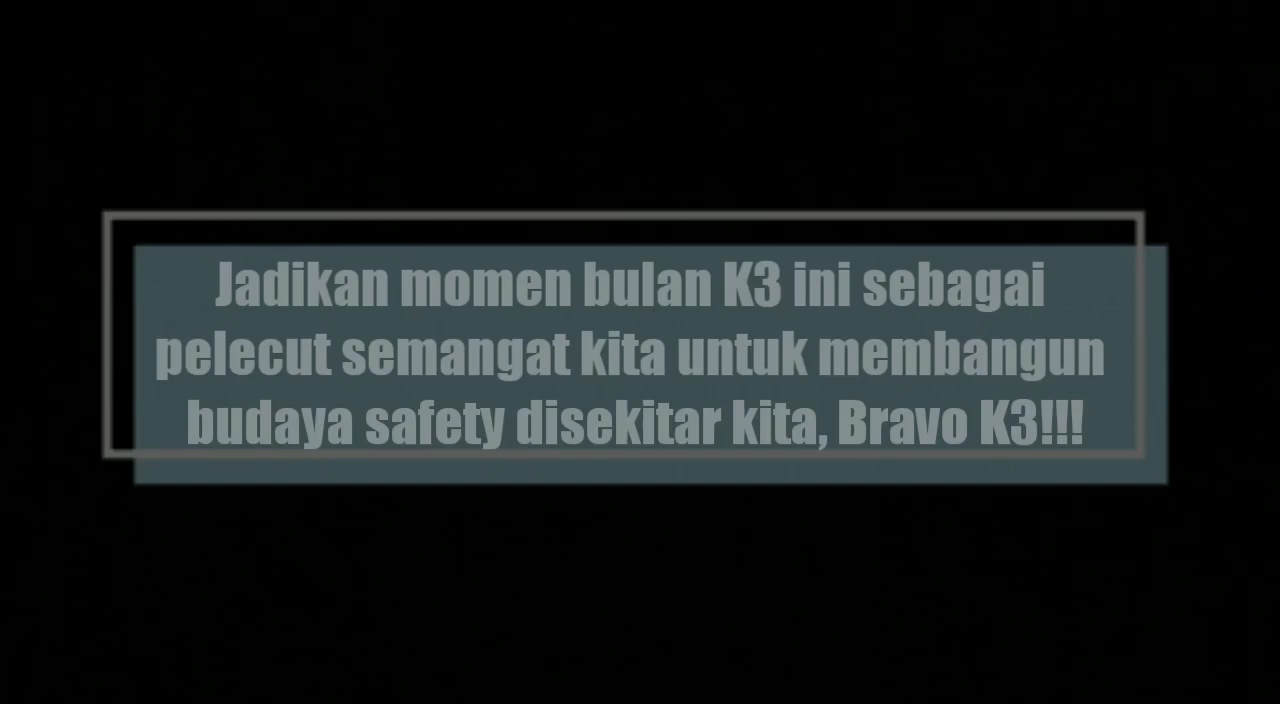 Jadikan momen bulan K3 ini sebagai
pelecut semangat kita untuk membangun
budaya safety disekitar kita, Bravo K3!!!